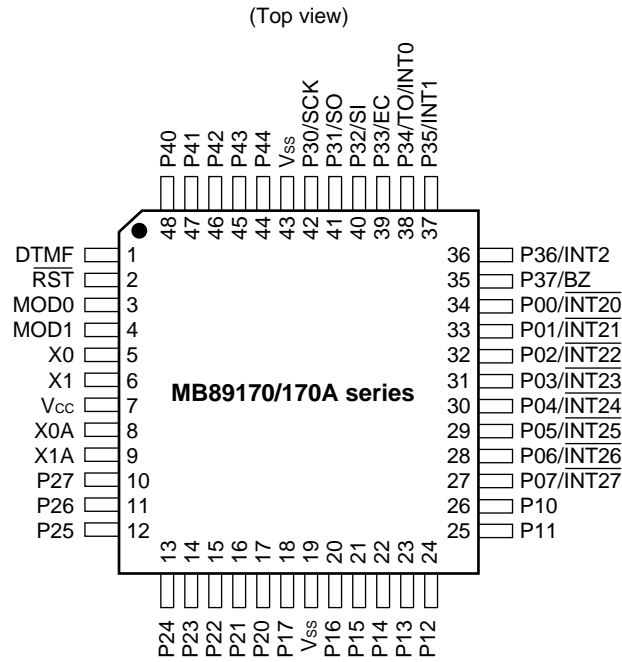 (Top view)
P40
P41
P42
P43
P44
Vss
P30/SCK
P31/SO
P32/SI
P33/EC
P34/TO/INT0
P35/INT1
48
47
46
45
44
43
42
41
40
39
38
37
DTMF 1
RST 2
MOD0 3
MOD1 4
X0 5
X1 6
Vcc 7
X0A 8
X1A 9
P27 10
P26 11
P25 12
MB89170/170A series
36 P36/INT2
35 P37/BZ
34 P00/INT20
33 P01/INT21
32 P02/INT22
31 P03/INT23
30 P04/INT24
29 P05/INT25
28 P06/INT26
27 P07/INT27
26 P10
25 P11
13
14
15
16
17
18
19
20
21
22
23
24
P24
P23
P22
P21
P20
P17
Vss
P16
P15
P14
P13
P12